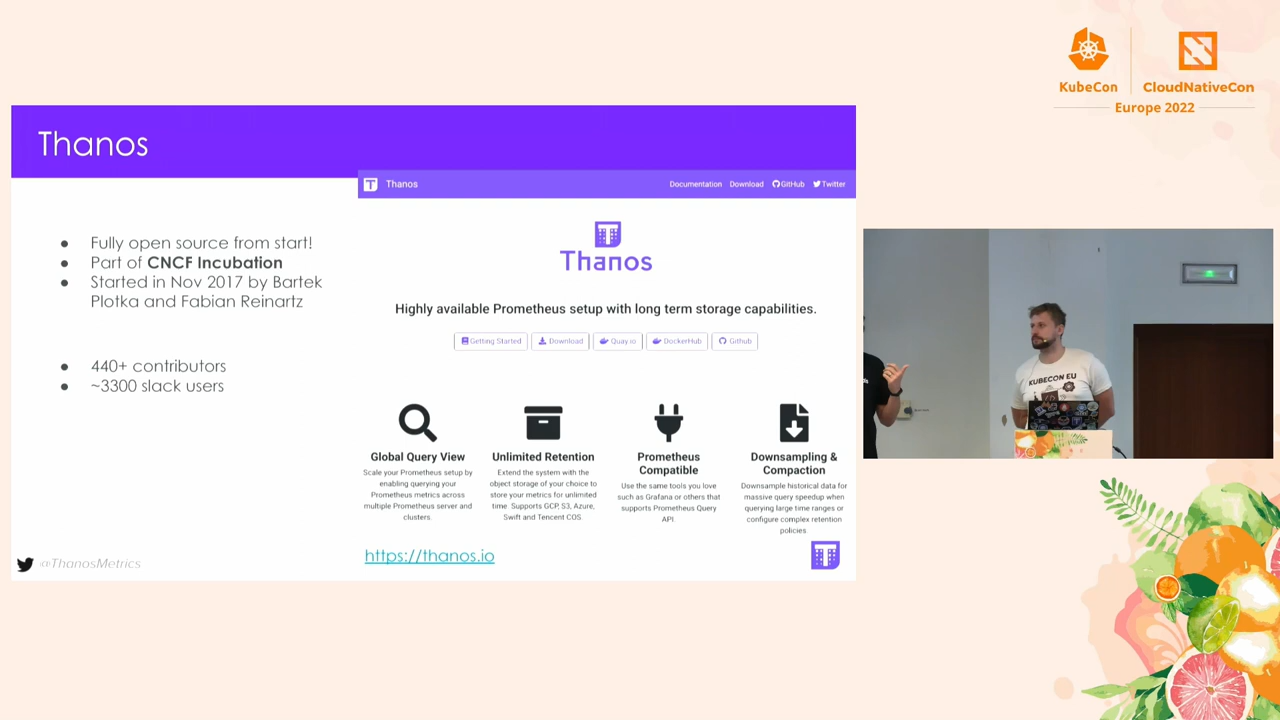 KubeCon
CloudNativeCon
Europe 2022
Thanos
Thanos
Documentation Download GitHub Twitter
Fully open source from start!
Part of CNCF Incubation
Started in Nov 2017 by Bartek
Plotka and Fabian Reinartz
440+ contributors
~3300 slack users
Thanos
Highly available Prometheus setup with long term storage capabilities.
Getting Started Download Quay.io DockerHub Github
Global Query View
Scale your Prometheus setup by
enabling querying your
Prometheus metrics across
multiple Prometheus server and
clusters.
Unlimited Retention
Extend the system with the
object storage of your choice to
store your metrics for unlimited
time. Supports GCP, S3, Azure,
Swift and Tencent COS.
Prometheus
Compatible
Use the same tools you love
such as Grafana or others that
supports Prometheus Query
API.
Downsampling &
Compaction
Downsample historical data for
massive query speedup when
querying large time ranges or
configure complex retention
policies.
https://thanos.io
@ThanosMetrics
KUBECON EU